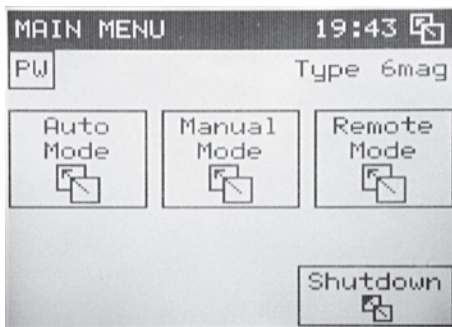 MAIN MENU 19:43
PW
Type 6mag
Auto Mode
Manual Mode
Remote Mode
Shutdown